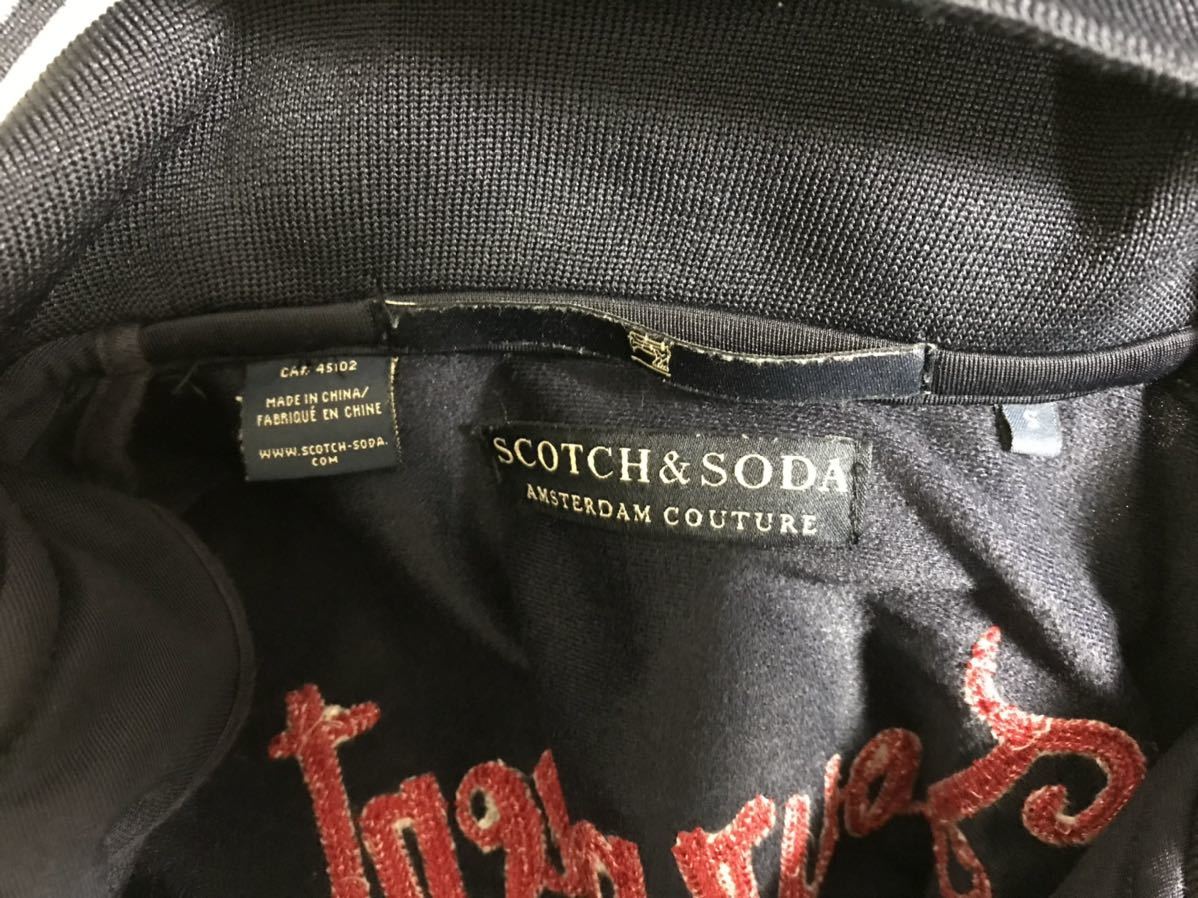 CA# 45102
MADE IN CHINA/
FABRIQUÉ EN CHINE
WWW.SCOTCH-SODA.
COM
SCOTCH & SODA
AMSTERDAM COUTURE